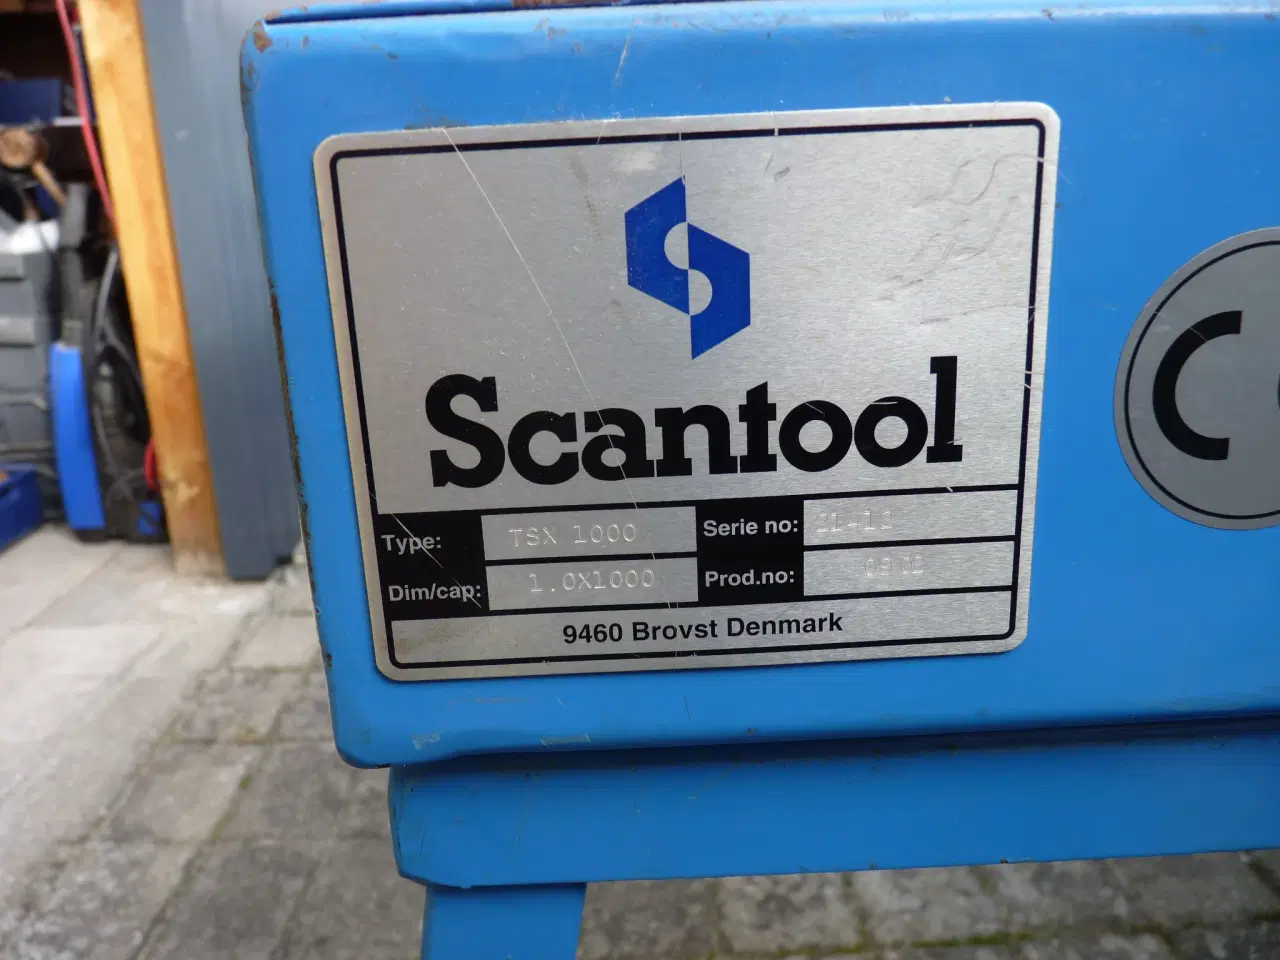 Scantool
Type: TSX 1000 Serie no:
Dim/cap: 1.0X1000 Prod.no:
9460 Brovst Denmark
C